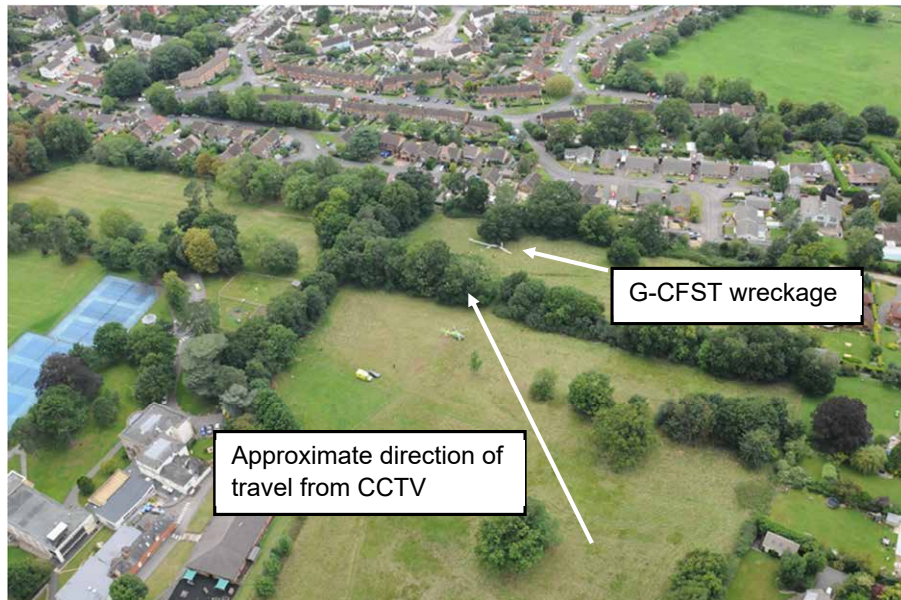 G-CFST wreckage
Approximate direction of
travel from CCTV